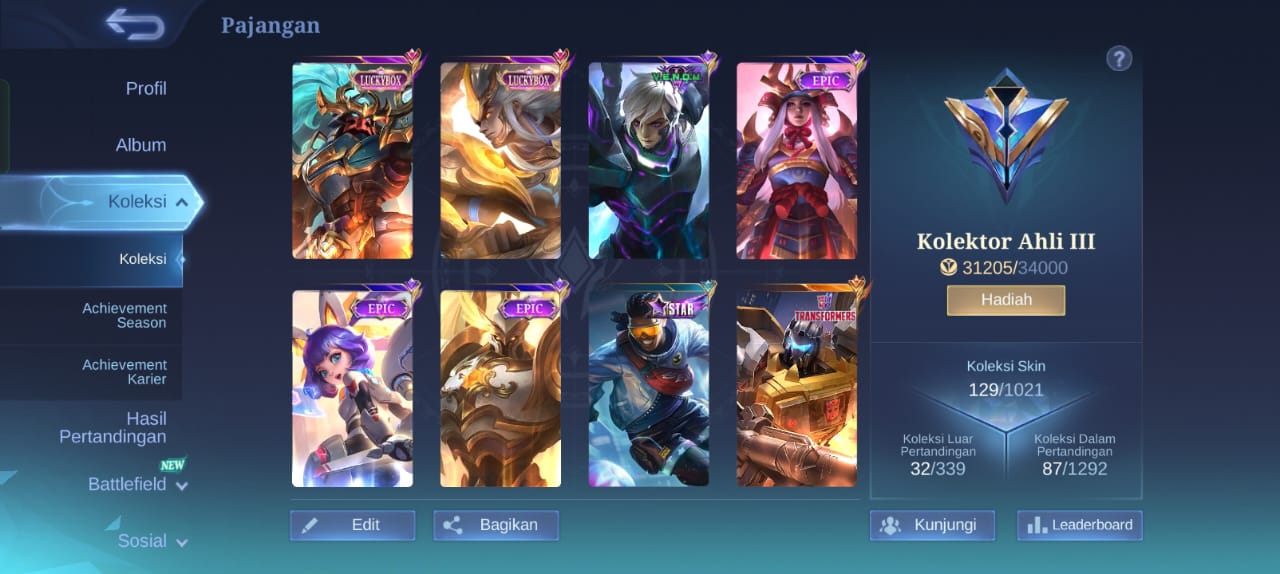 Pajangan
Profil
Album
Koleksi
Koleksi
Achievement
Season
Achievement
Karier
Hasil
Pertandingan
NEW
Battlefield
Sosial
LUCKYBOX
LUCKYBOX
V.E.N.O.M.
EPIC
EPIC
EPIC
STAR
TRANSFORMERS
Edit
Bagikan
?
Kolektor Ahli III
31205/34000
Hadiah
Koleksi Skin
129/1021
Koleksi Luar
Pertandingan
32/339
Koleksi Dalam
Pertandingan
87/1292
Kunjungi
Leaderboard